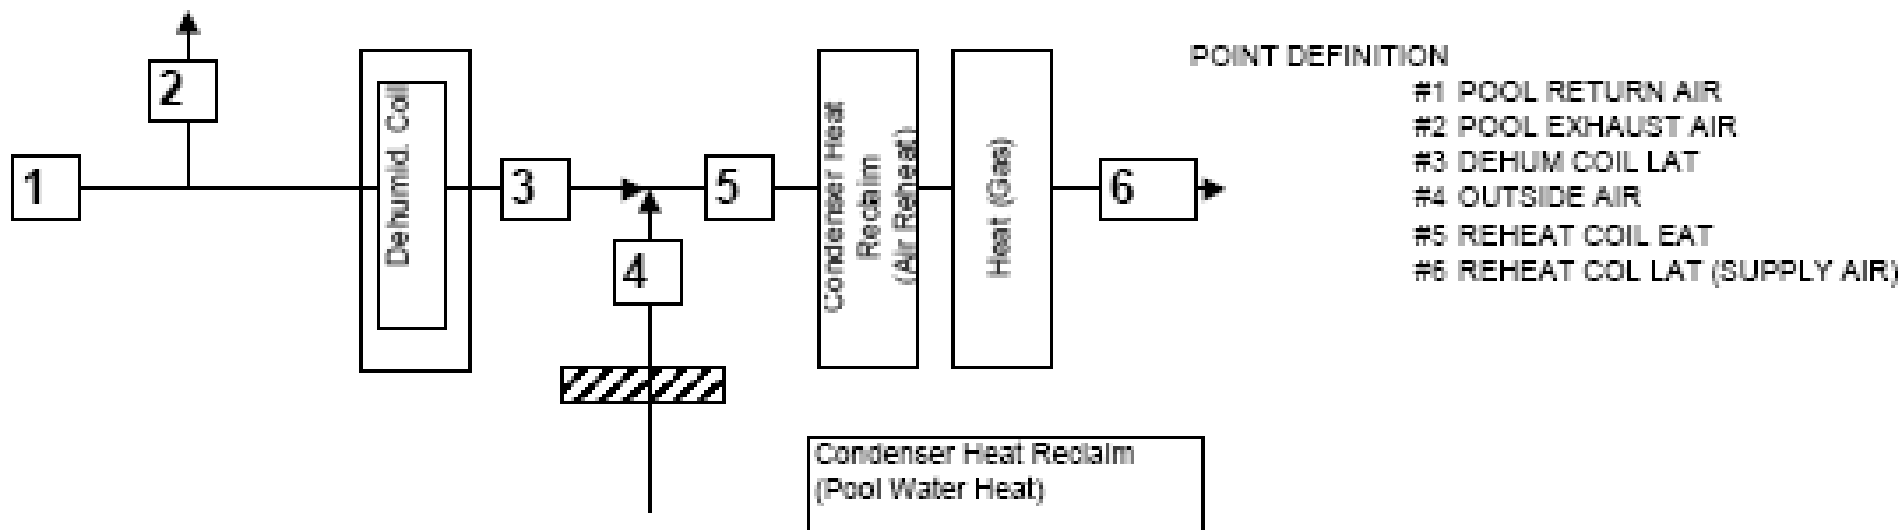 2
1
3
5
4
6
Dehumid. Coil
Condenser Heat
Reclaim
(Air Reheat)
Heat (Gas)
POINT DEFINITION
#1 POOL RETURN AIR
#2 POOL EXHAUST AIR
#3 DEHUM COIL LAT
#4 OUTSIDE AIR
#5 REHEAT COIL EAT
#6 REHEAT COL LAT (SUPPLY AIR)
Condenser Heat Reclaim
(Pool Water Heat)